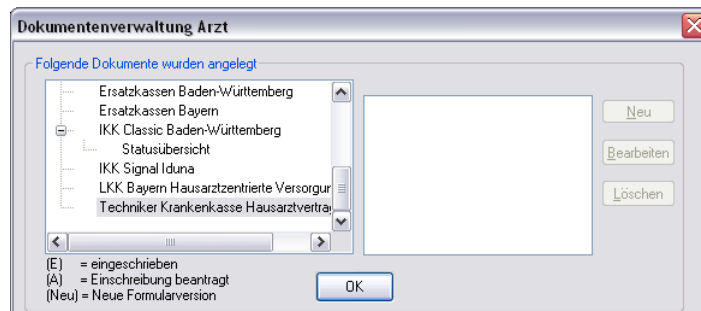 Dokumentenverwaltung Arzt
Folgende Dokumente wurden angelegt
Ersatzkassen Baden-Württemberg
Ersatzkassen Bayern
IKK Classic Baden-Württemberg
Statusübersicht
IKK Signal Iduna
LKK Bayern Hausarztzentrierte Versorgur
Techniker Krankenkasse Hausarztvertra
Neu
Bearbeiten
Löschen
(E) = eingeschrieben
(A) = Einschreibung beantragt
(Neu) = Neue Formularversion
OK